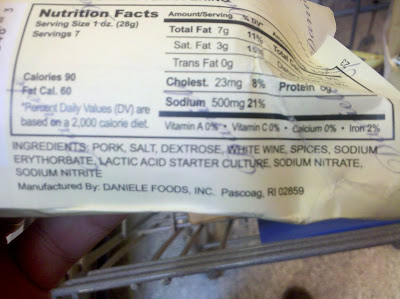 Nutrition Facts
Serving Size 1 oz. (28g)
Servings 7
Calories 90
Fat Cal. 60
*Percent Daily Values (DV) are
based on a 2,000 calorie diet.
Amount/Serving % DV*
Total Fat 7g 11%
Sat. Fat 3g 15%
Trans Fat 0g
Cholest. 23mg 8%
Sodium 500mg 21%
Protein
Vitamin A 0% • Vitamin C 0% • Calcium 0% • Iron 2%
INGREDIENTS: PORK, SALT, DEXTROSE, WHITE WINE, SPICES, SODIUM
ERYTHORBATE, LACTIC ACID STARTER CULTURE, SODIUM NITRATE,
SODIUM NITRITE
Manufactured By: DANIELE FOODS, INC. Pascoag, RI 02859